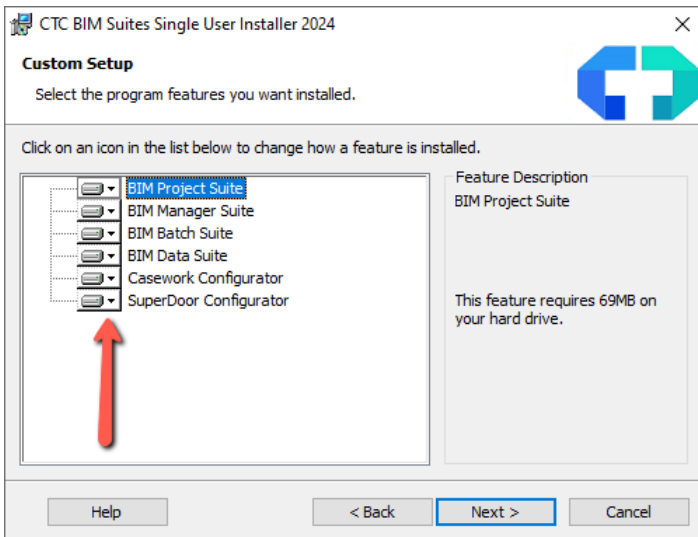 CTC BIM Suites Single User Installer 2024
Custom Setup
Select the program features you want installed.
Click on an icon in the list below to change how a feature is installed.
BIM Project Suite
BIM Manager Suite
BIM Batch Suite
BIM Data Suite
Casework Configurator
SuperDoor Configurator
Feature Description
BIM Project Suite
This feature requires 69MB on
your hard drive.
Help
< Back
Next >
Cancel